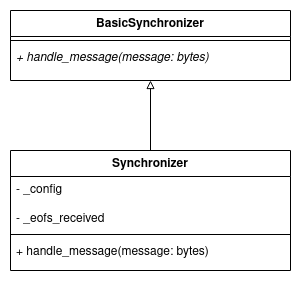 BasicSynchronizer
+ handle_message(message: bytes)
Synchronizer
- _config
- _eofs_received
+ handle_message(message: bytes)